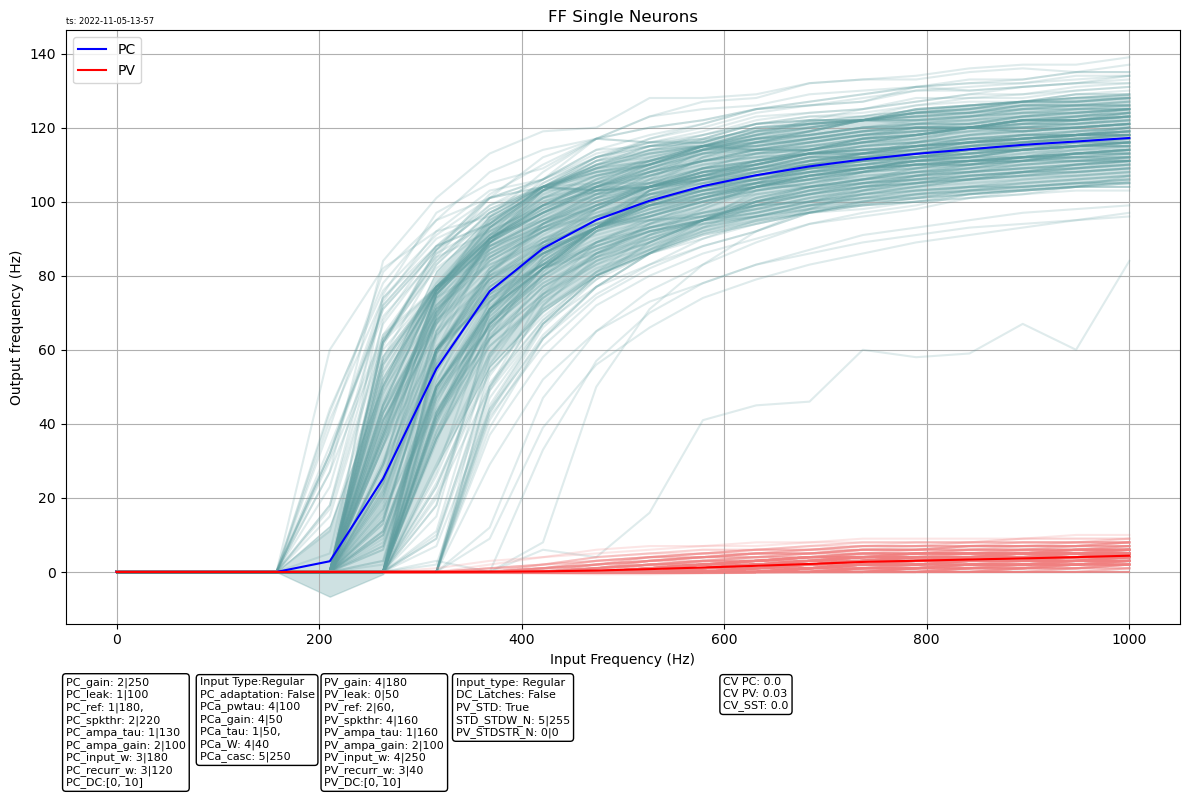 ts: 2022-11-05-13-57
FF Single Neurons
PC
PV
Output frequency (Hz)
140
120
100
80
60
40
20
0
0 200 400 600 800 1000
Input Frequency (Hz)
PC_gain: 2|250
PC_leak: 1|100
PC_ref: 1|180,
PC_spkthr: 2|220
PC_ampa_tau: 1|130
PC_ampa_gain: 2|100
PC_input_w: 3|180
PC_recurr_w: 3|120
PC_DC:[0, 10]
Input Type:Regular
PC_adaptation: False
PCa_pwtau: 4|100
PCa_gain: 4|50
PCa_tau: 1|50,
PCa_W: 4|40
PCa_casc: 5|250
PV_gain: 4|180
PV_leak: 0|50
PV_ref: 2|60,
PV_spkthr: 4|160
PV_ampa_tau: 1|160
PV_ampa_gain: 2|100
PV_input_w: 4|250
PV_recurr_w: 3|40
PV_DC:[0, 10]
Input_type: Regular
DC_Latches: False
PV_STD: True
STD_STDW_N: 5|255
PV_STDSTR_N: 0|0
CV PC: 0.0
CV PV: 0.03
CV_SST: 0.0